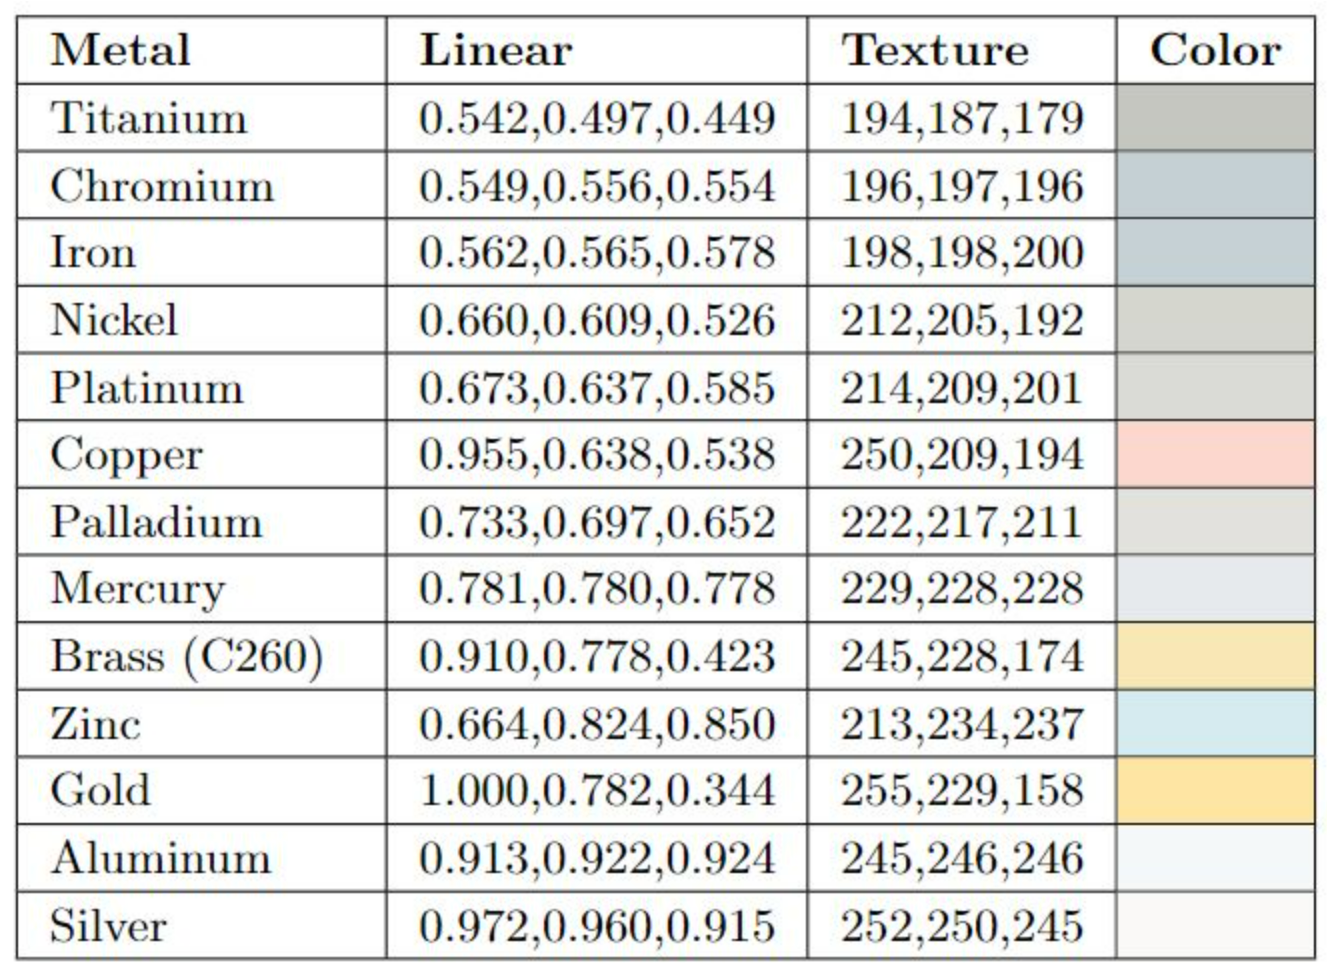 Metal Linear Texture Color
Titanium 0.542,0.497,0.449 194,187,179
Chromium 0.549,0.556,0.554 196,197,196
Iron 0.562,0.565,0.578 198,198,200
Nickel 0.660,0.609,0.526 212,205,192
Platinum 0.673,0.637,0.585 214,209,201
Copper 0.955,0.638,0.538 250,209,194
Palladium 0.733,0.697,0.652 222,217,211
Mercury 0.781,0.780,0.778 229,228,228
Brass (C260) 0.910,0.778,0.423 245,228,174
Zinc 0.664,0.824,0.850 213,234,237
Gold 1.000,0.782,0.344 255,229,158
Aluminum 0.913,0.922,0.924 245,246,246
Silver 0.972,0.960,0.915 252,250,245